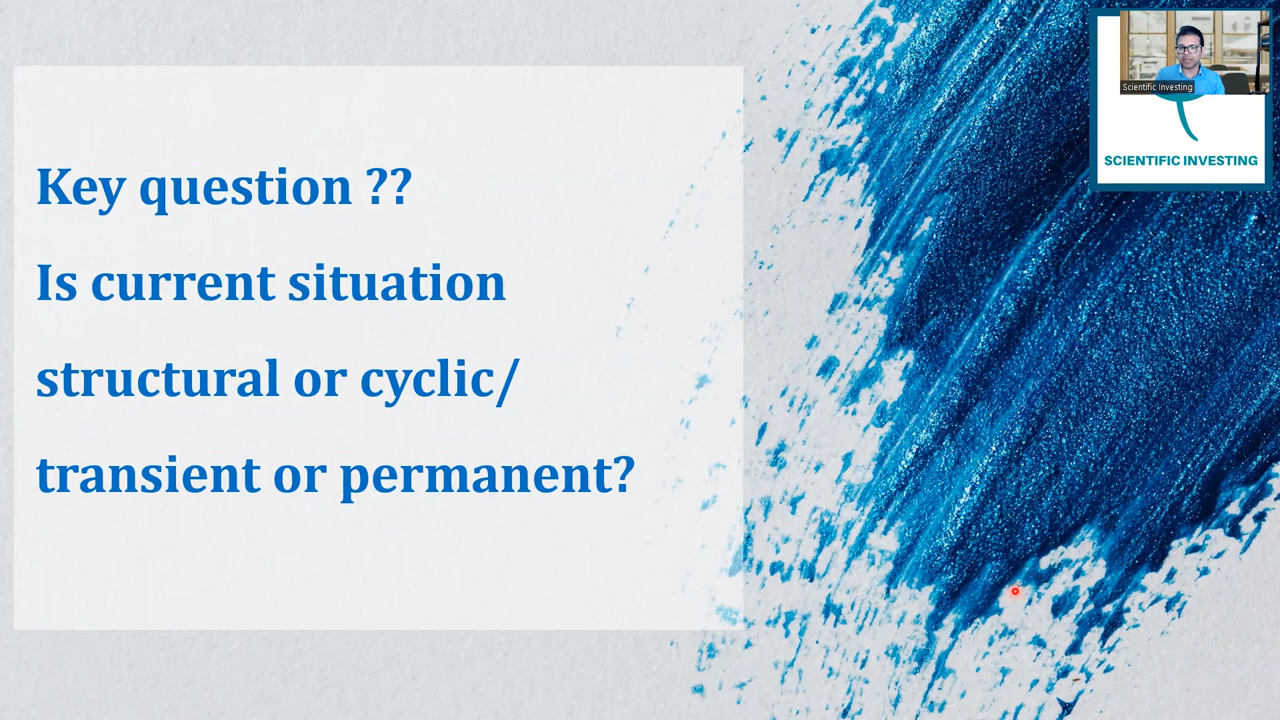 Key question ??
Is current situation
structural or cyclic/
transient or permanent?
Scientific Investing
SCIENTIFIC INVESTING